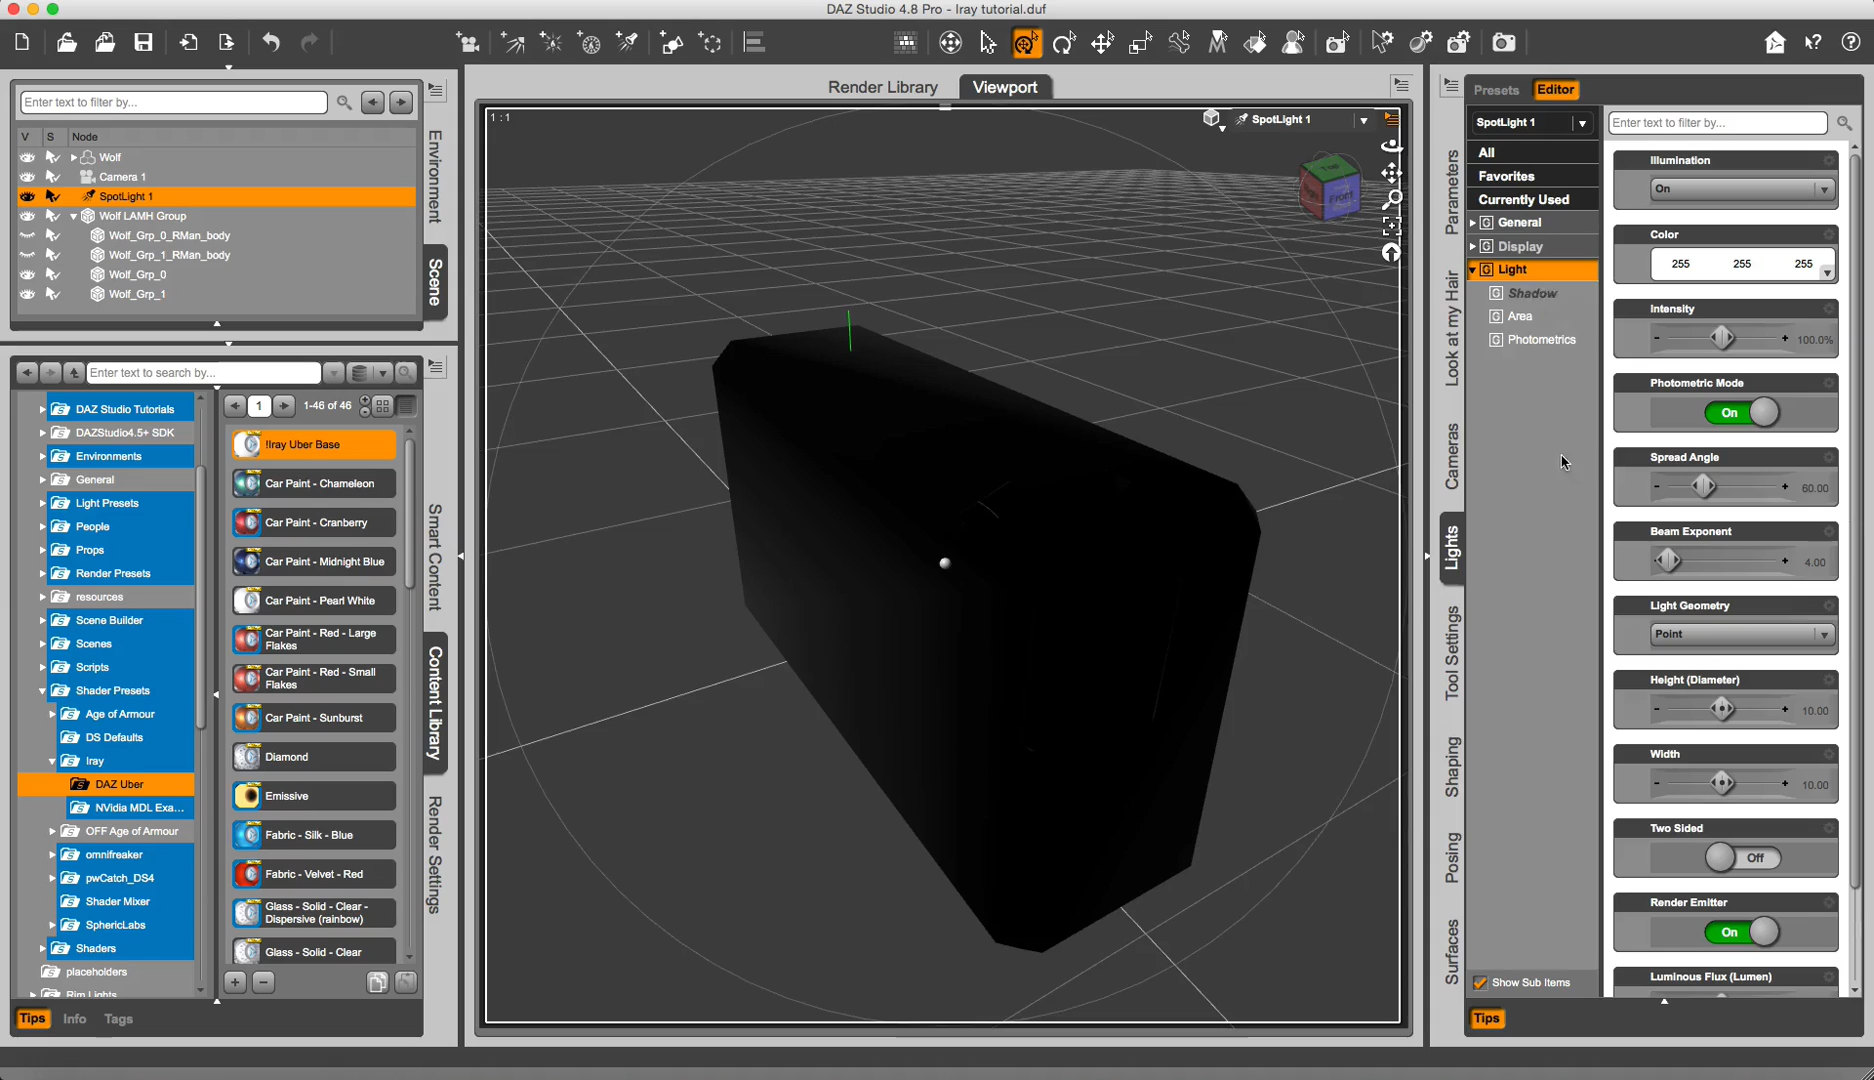 DAZ Studio 4.8 Pro - Iray tutorial.duf
Enter text to filter by...
V S Node
Wolf
Camera 1
SpotLight 1
Wolf LAMH Group
Wolf_Grp_0_RMan_body
Wolf_Grp_1_RMan_body
Wolf_Grp_0
Wolf_Grp_1
Environment
Scene
Enter text to search by...
DAZ Studio Tutorials
DAZStudio4.5+ SDK
Environments
General
Light Presets
People
Props
Render Presets
resources
Scene Builder
Scenes
Scripts
Shader Presets
Age of Armour
DS Defaults
Iray
DAZ Uber
NVidia MDL Exa...
OFF Age of Armour
omnifreaker
pwCatch_DS4
Shader Mixer
SphericLabs
Shaders
placeholders
Rim Lights
1
1-46 of 46
!Iray Uber Base
Car Paint - Chameleon
Car Paint - Cranberry
Car Paint - Midnight Blue
Car Paint - Pearl White
Car Paint - Red - Large
Flakes
Car Paint - Red - Small
Flakes
Car Paint - Sunburst
Diamond
Emissive
Fabric - Silk - Blue
Fabric - Velvet - Red
Glass - Solid - Clear -
Dispersive (rainbow)
Glass - Solid - Clear
Smart Content
Content Library
Render Settings
Tips Info Tags
Render Library
Viewport
1 : 1
SpotLight 1
Top
Front
Parameters
Look at my Hair
Cameras
Lights
Tool Settings
Shaping
Posing
Surfaces
Presets
Editor
SpotLight 1
Enter text to filter by...
All
Favorites
Currently Used
G General
G Display
G Light
G Shadow
G Area
G Photometrics
Show Sub Items
Tips
Illumination
On
Color
255 255 255
Intensity
- + 100.0%
Photometric Mode
On
Spread Angle
- + 60.00
Beam Exponent
+ 4.00
Light Geometry
Point
Height (Diameter)
- + 10.00
Width
- + 10.00
Two Sided
Off
Render Emitter
On
Luminous Flux (Lumen)